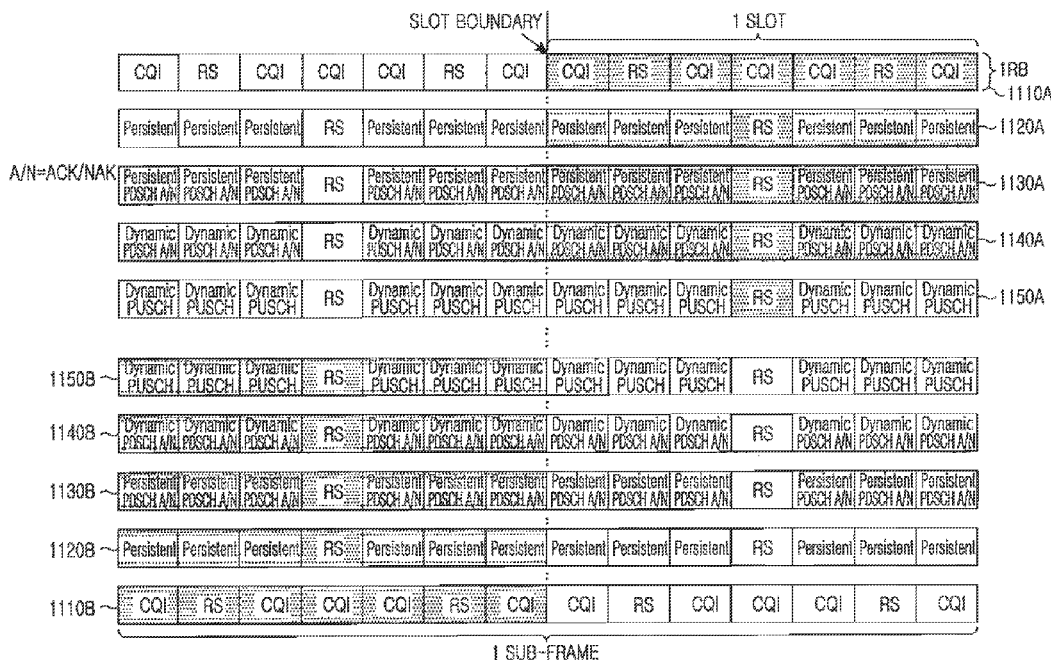 SLOT BOUNDARY 1 SLOT
CQI RS CQI CQI CQI RS CQI CQI RS CQI CQI CQI RS CQI 1RB
1110A
Persistent Persistent Persistent RS Persistent Persistent Persistent Persistent Persistent Persistent RS Persistent Persistent Persistent 1120A
A/N=ACK/NAK
Persistent Persistent Persistent RS Persistent Persistent Persistent Persistent Persistent Persistent RS Persistent Persistent Persistent 1130A
PDSCH A/N PDSCH A/N PDSCH A/N PDSCH A/N PDSCH A/N PDSCH A/N PDSCH A/N PDSCH A/N PDSCH A/N PDSCH A/N PDSCH A/N PDSCH A/N
Dynamic Dynamic Dynamic RS Dynamic Dynamic Dynamic Dynamic Dynamic Dynamic RS Dynamic Dynamic Dynamic 1140A
PDSCH A/N PDSCH A/N PDSCH A/N PUSCH A/N PDSCH A/N PDSCH A/N PDSCH A/N PDSCH A/N PDSCH A/N PDSCH A/N PDSCH A/N PDSCH A/N
Dynamic Dynamic Dynamic RS Dynamic Dynamic Dynamic Dynamic Dynamic Dynamic RS Dynamic Dynamic Dynamic 1150A
PUSCH PUSCH PUSCH PUSCH PUSCH PUSCH PUSCH PUSCH PUSCH PUSCH PUSCH PUSCH
1150B Dynamic Dynamic Dynamic RS Dynamic Dynamic Dynamic Dynamic Dynamic Dynamic RS Dynamic Dynamic Dynamic
PUSCH PUSCH PUSCH PUSCH PUSCH PUSCH PUSCH PUSCH PUSCH PUSCH PUSCH PUSCH
1140B Dynamic Dynamic Dynamic RS Dynamic Dynamic Dynamic Dynamic Dynamic Dynamic RS Dynamic Dynamic Dynamic
PDSCH A/N PDSCH A/N PDSCH A/N PDSCH A/N PDSCH A/N PDSCH A/N PDSCH A/N PDSCH A/N PDSCH A/N PDSCH A/N PDSCH A/N PDSCH A/N
1130B Persistent Persistent Persistent RS Persistent Persistent Persistent Persistent Persistent Persistent RS Persistent Persistent Persistent
PDSCH A/N PDSCH A/N PDSCH A/N PDSCH A/N PDSCH A/N PDSCH A/N PDSCH A/N PDSCH A/N PDSCH A/N PDSCH A/N PDSCH A/N PDSCH A/N
1120B Persistent Persistent Persistent RS Persistent Persistent Persistent Persistent Persistent Persistent RS Persistent Persistent Persistent
1110B CQI RS CQI CQI CQI RS CQI CQI RS CQI CQI CQI RS CQI
1 SUB-FRAME